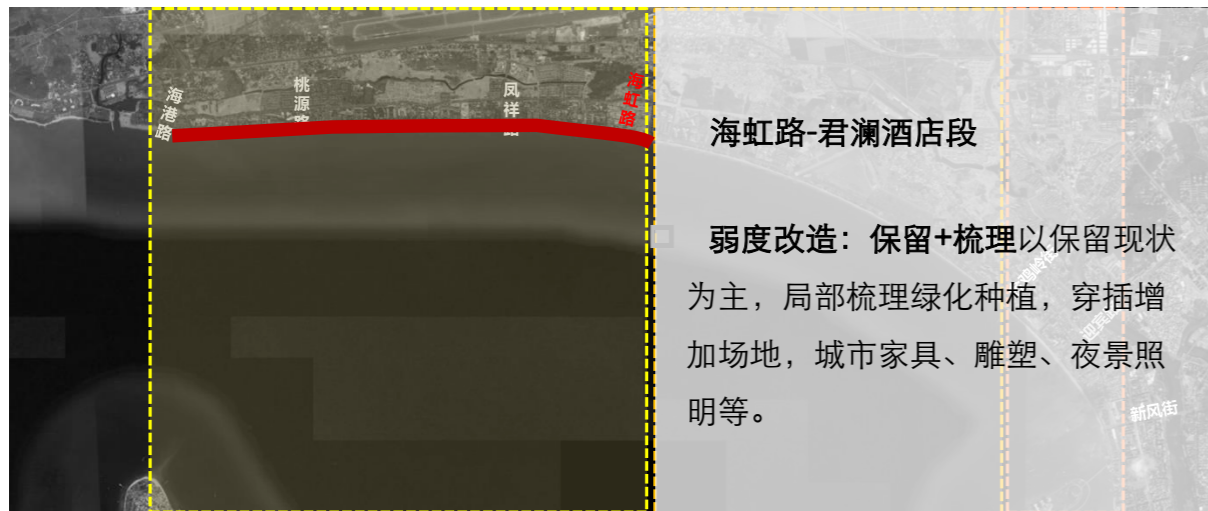 海港路
桃源路
凤祥路
海虹路
海虹路-君澜酒店段
弱度改造：保留+梳理以保留现状
为主，局部梳理绿化种植，穿插增
加场地，城市家具、雕塑、夜景照
明等。
新风街